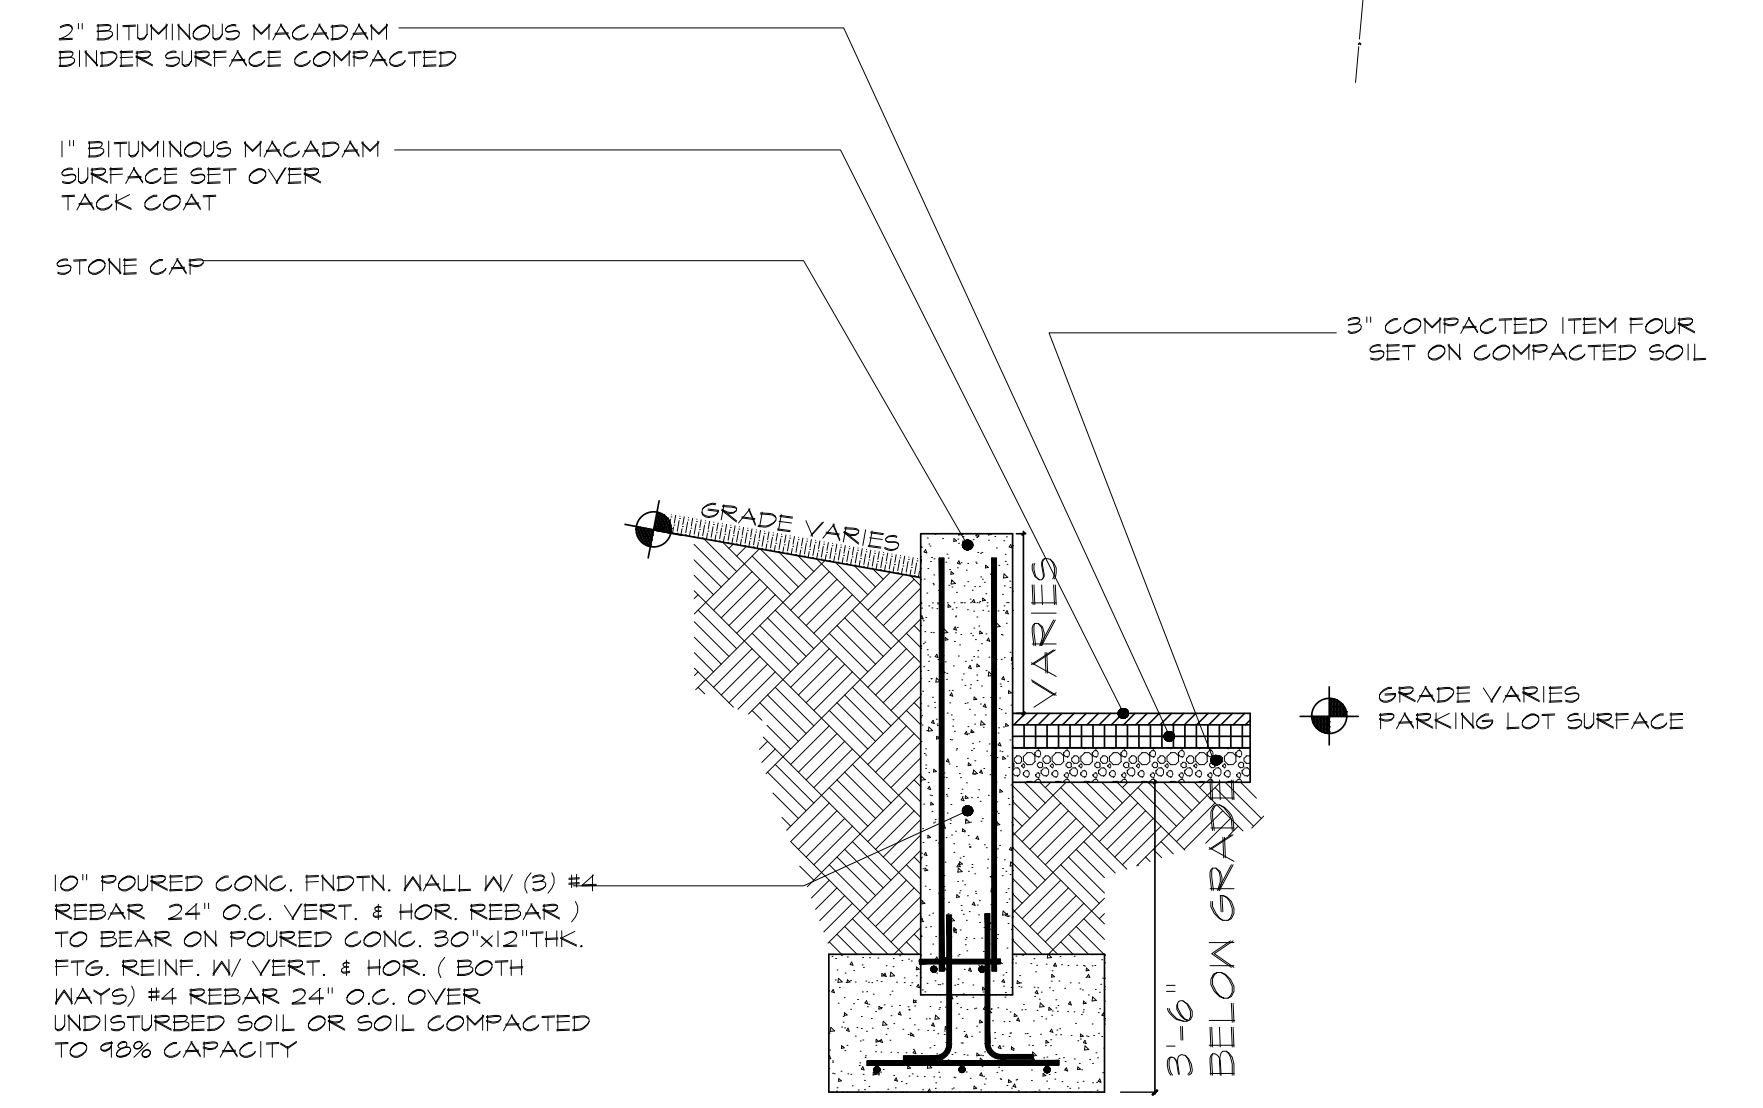 2" BITUMINOUS MACADAM
BINDER SURFACE COMPACTED
1" BITUMINOUS MACADAM
SURFACE SET OVER
TACK COAT
STONE CAP
3" COMPACTED ITEM FOUR
SET ON COMPACTED SOIL
GRADE VARIES
VARIES
GRADE VARIES
PARKING LOT SURFACE
10" POURED CONC. FNDTN. WALL W/ (3) #4
REBAR 24" O.C. VERT. & HOR. REBAR )
TO BEAR ON POURED CONC. 30"x12"THK.
FTG. REINF. W/ VERT. & HOR. ( BOTH
WAYS) #4 REBAR 24" O.C. OVER
UNDISTURBED SOIL OR SOIL COMPACTED
TO 98% CAPACITY
3'-6"
BELOW GRADE